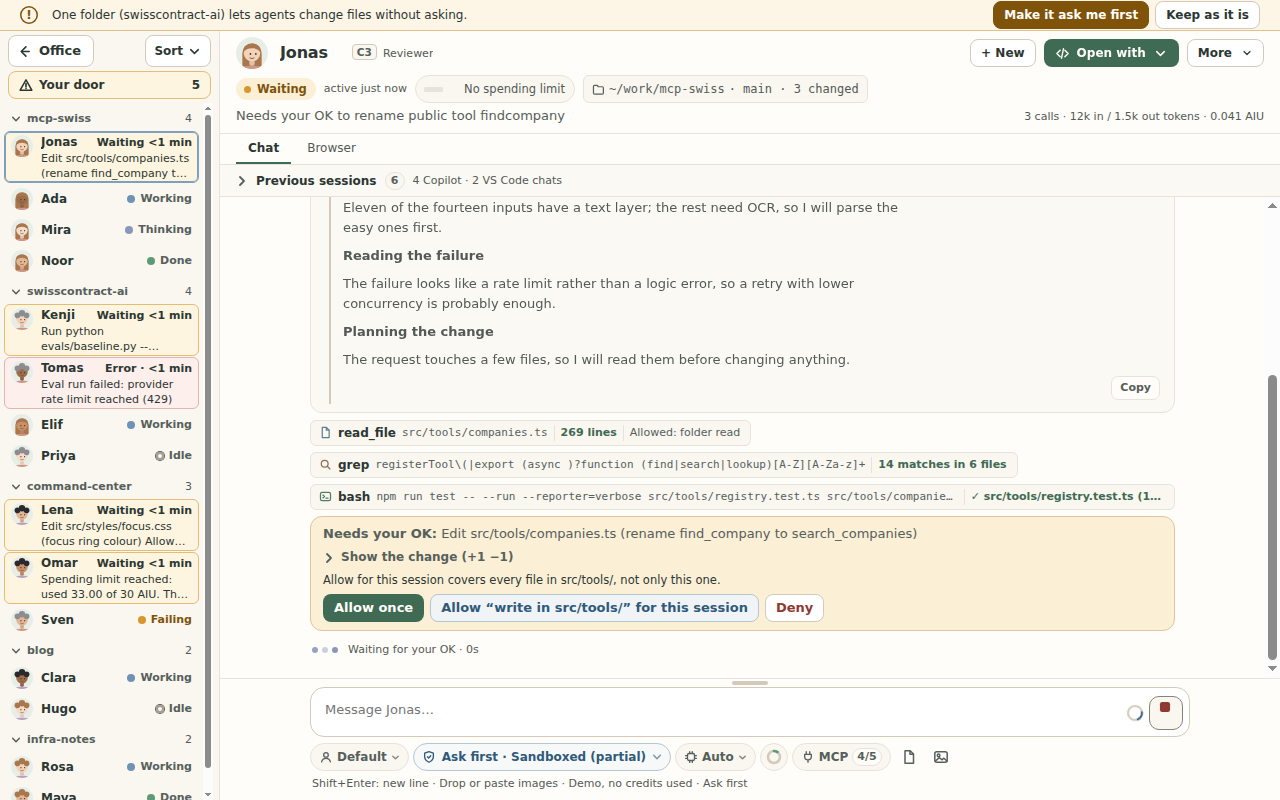 One folder (swisscontract-ai) lets agents change files without asking.
Make it ask me first
Keep as it is
Office
Sort
Your door 5
mcp-swiss 4
Jonas Waiting <1 min
Edit src/tools/companies.ts
(rename find_company t…
Ada Working
Mira Thinking
Noor Done
swisscontract-ai 4
Kenji Waiting <1 min
Run python
evals/baseline.py --…
Tomas Error · <1 min
Eval run failed: provider
rate limit reached (429)
Elif Working
Priya Idle
command-center 3
Lena Waiting <1 min
Edit src/styles/focus.css
(focus ring colour) Allow…
Omar Waiting <1 min
Spending limit reached:
used 33.00 of 30 AIU. Th…
Sven Failing
blog 2
Clara Working
Hugo Idle
infra-notes 2
Rosa Working
Maya Done
Jonas C3 Reviewer
+ New
Open with
More
Waiting active just now No spending limit ~/work/mcp-swiss · main · 3 changed
Needs your OK to rename public tool findcompany
3 calls · 12k in / 1.5k out tokens · 0.041 AIU
Chat Browser
Previous sessions 6 4 Copilot · 2 VS Code chats
Eleven of the fourteen inputs have a text layer; the rest need OCR, so I will parse the
easy ones first.
Reading the failure
The failure looks like a rate limit rather than a logic error, so a retry with lower
concurrency is probably enough.
Planning the change
The request touches a few files, so I will read them before changing anything.
Copy
read_file src/tools/companies.ts 269 lines Allowed: folder read
grep registerTool\(|export (async )?function (find|search|lookup)[A-Z][A-Za-z]+ 14 matches in 6 files
bash npm run test -- --run --reporter=verbose src/tools/registry.test.ts src/tools/companie… ✓ src/tools/registry.test.ts (1…
Needs your OK: Edit src/tools/companies.ts (rename find_company to search_companies)
Show the change (+1 −1)
Allow for this session covers every file in src/tools/, not only this one.
Allow once
Allow “write in src/tools/” for this session
Deny
Waiting for your OK · 0s
Message Jonas…
Default
Ask first · Sandboxed (partial)
Auto
MCP 4/5
Shift+Enter: new line · Drop or paste images · Demo, no credits used · Ask first